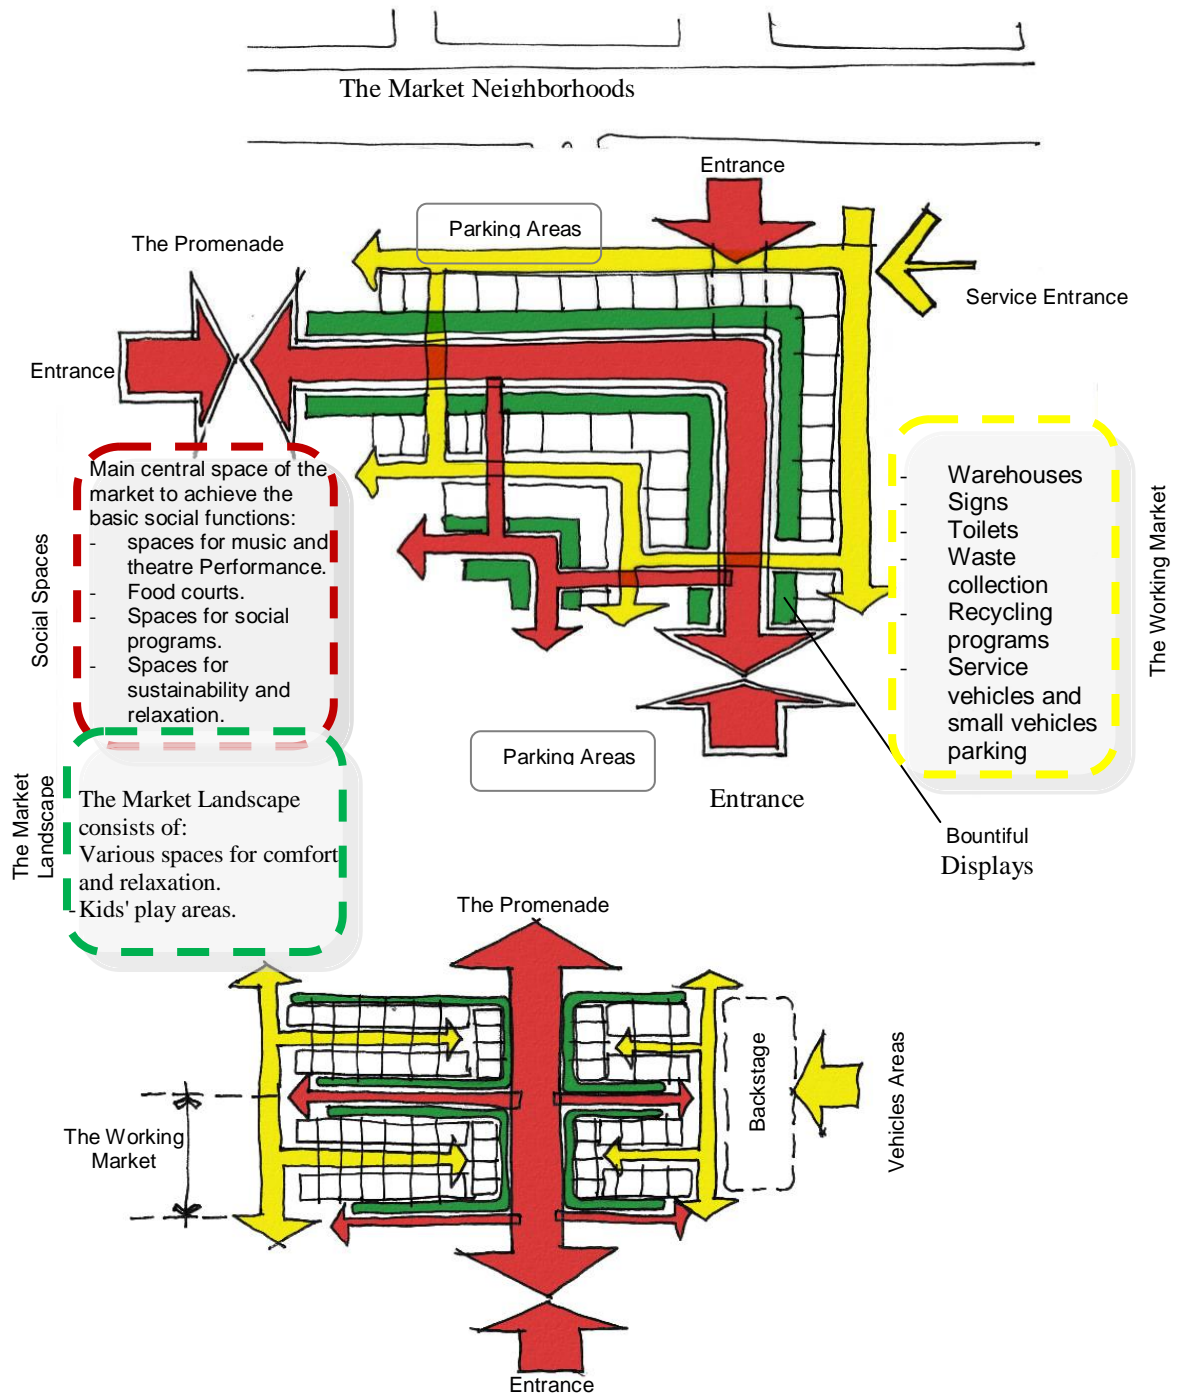 The Market Neighborhoods
Entrance
Parking Areas
The Promenade
Service Entrance
Entrance
Social Spaces
Main central space of the
market to achieve the
basic social functions:
- spaces for music and
theatre Performance.
- Food courts.
- Spaces for social
programs.
- Spaces for
sustainability and
relaxation.
- Warehouses
- Signs
- Toilets
- Waste
collection
- Recycling
programs
- Service
vehicles and
small vehicles
parking
The Working Market
Parking Areas
Entrance
Bountiful
Displays
The Market
Landscape
The Market Landscape
consists of:
Various spaces for comfort
and relaxation.
-Kids' play areas.
The Promenade
Backstage
Vehicles Areas
The Working
Market
Entrance